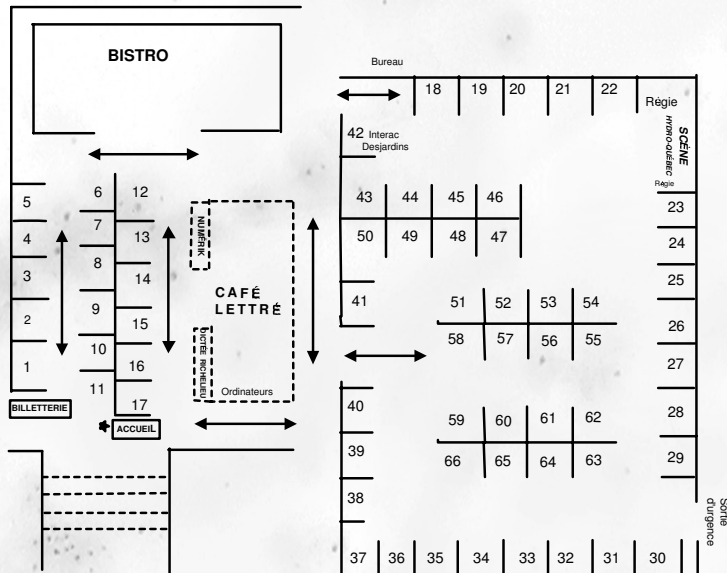 BISTRO
Bureau
18 19 20 21 22
Régie
SCÈNE
HYDRO-QUÉBEC
Régie
42 Interac
Desjardins
6 12
5
7
4
13
8
3
14
9
2
15
10
1
16
11
17
NUMÉRIK
CAFÉ
LETTRÉ
DICTÉE RICHELIEU
Ordinateurs
BILLETTERIE
ACCUEIL
43 44 45 46
50 49 48 47
41
51 52 53 54
58 57 56 55
40
39
38
59 60 61 62
66 65 64 63
23
24
25
26
27
28
29
Sortie
d'urgence
37 36 35 34 33 32 31 30